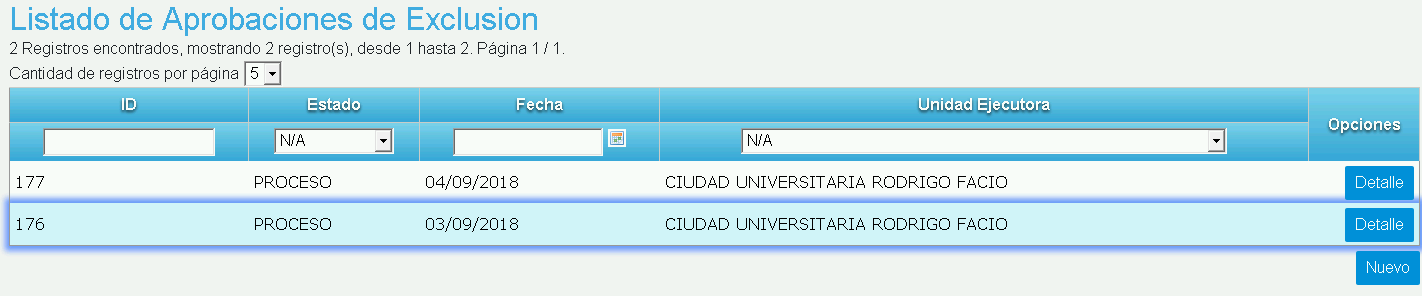 Listado de Aprobaciones de Exclusion
2 Registros encontrados, mostrando 2 registro(s), desde 1 hasta 2. Página 1 / 1.
Cantidad de registros por página 5
ID Estado Fecha Unidad Ejecutora Opciones
N/A N/A
177 PROCESO 04/09/2018 CIUDAD UNIVERSITARIA RODRIGO FACIO Detalle
176 PROCESO 03/09/2018 CIUDAD UNIVERSITARIA RODRIGO FACIO Detalle
Nuevo